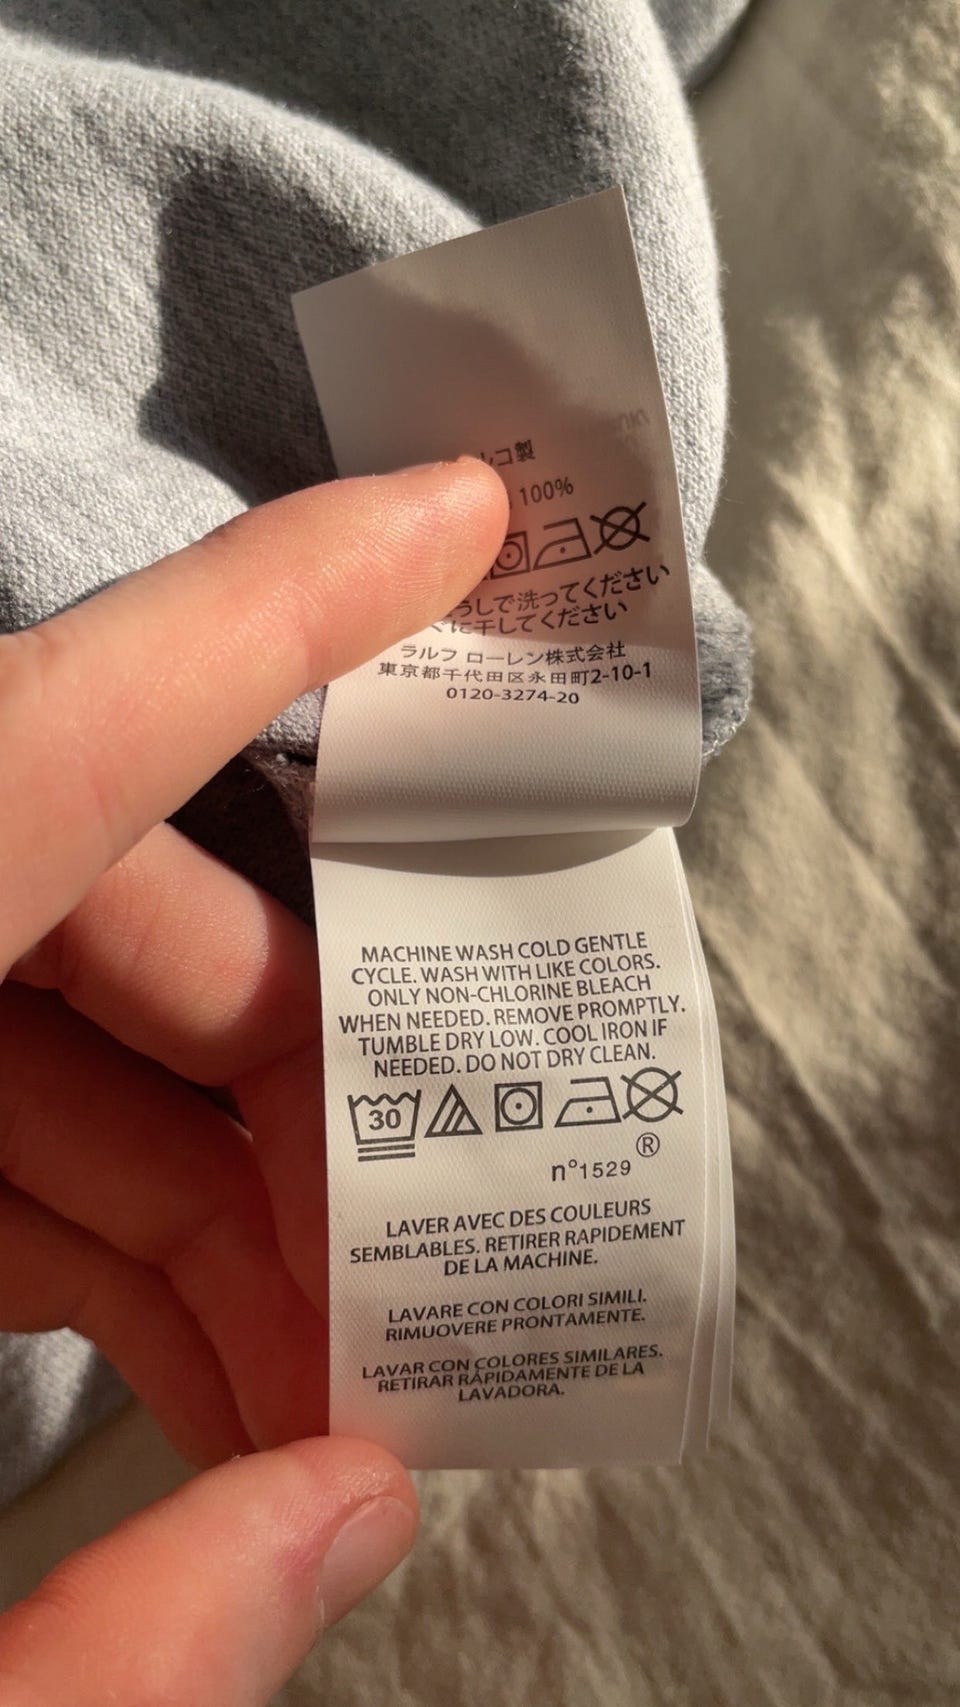 ルコ製
100%
うしで洗ってください
ぐに干してください
ラルフ ローレン株式会社
東京都千代田区永田町2-10-1
0120-3274-20
MACHINE WASH COLD GENTLE
CYCLE. WASH WITH LIKE COLORS.
ONLY NON-CHLORINE BLEACH
WHEN NEEDED. REMOVE PROMPTLY.
TUMBLE DRY LOW. COOL IRON IF
NEEDED. DO NOT DRY CLEAN.
30
®
n°1529
LAVER AVEC DES COULEURS
SEMBLABLES. RETIRER RAPIDEMENT
DE LA MACHINE.
LAVARE CON COLORI SIMILI.
RIMUOVERE PRONTAMENTE.
LAVAR CON COLORES SIMILARES.
RETIRAR RÁPIDAMENTE DE LA
LAVADORA.